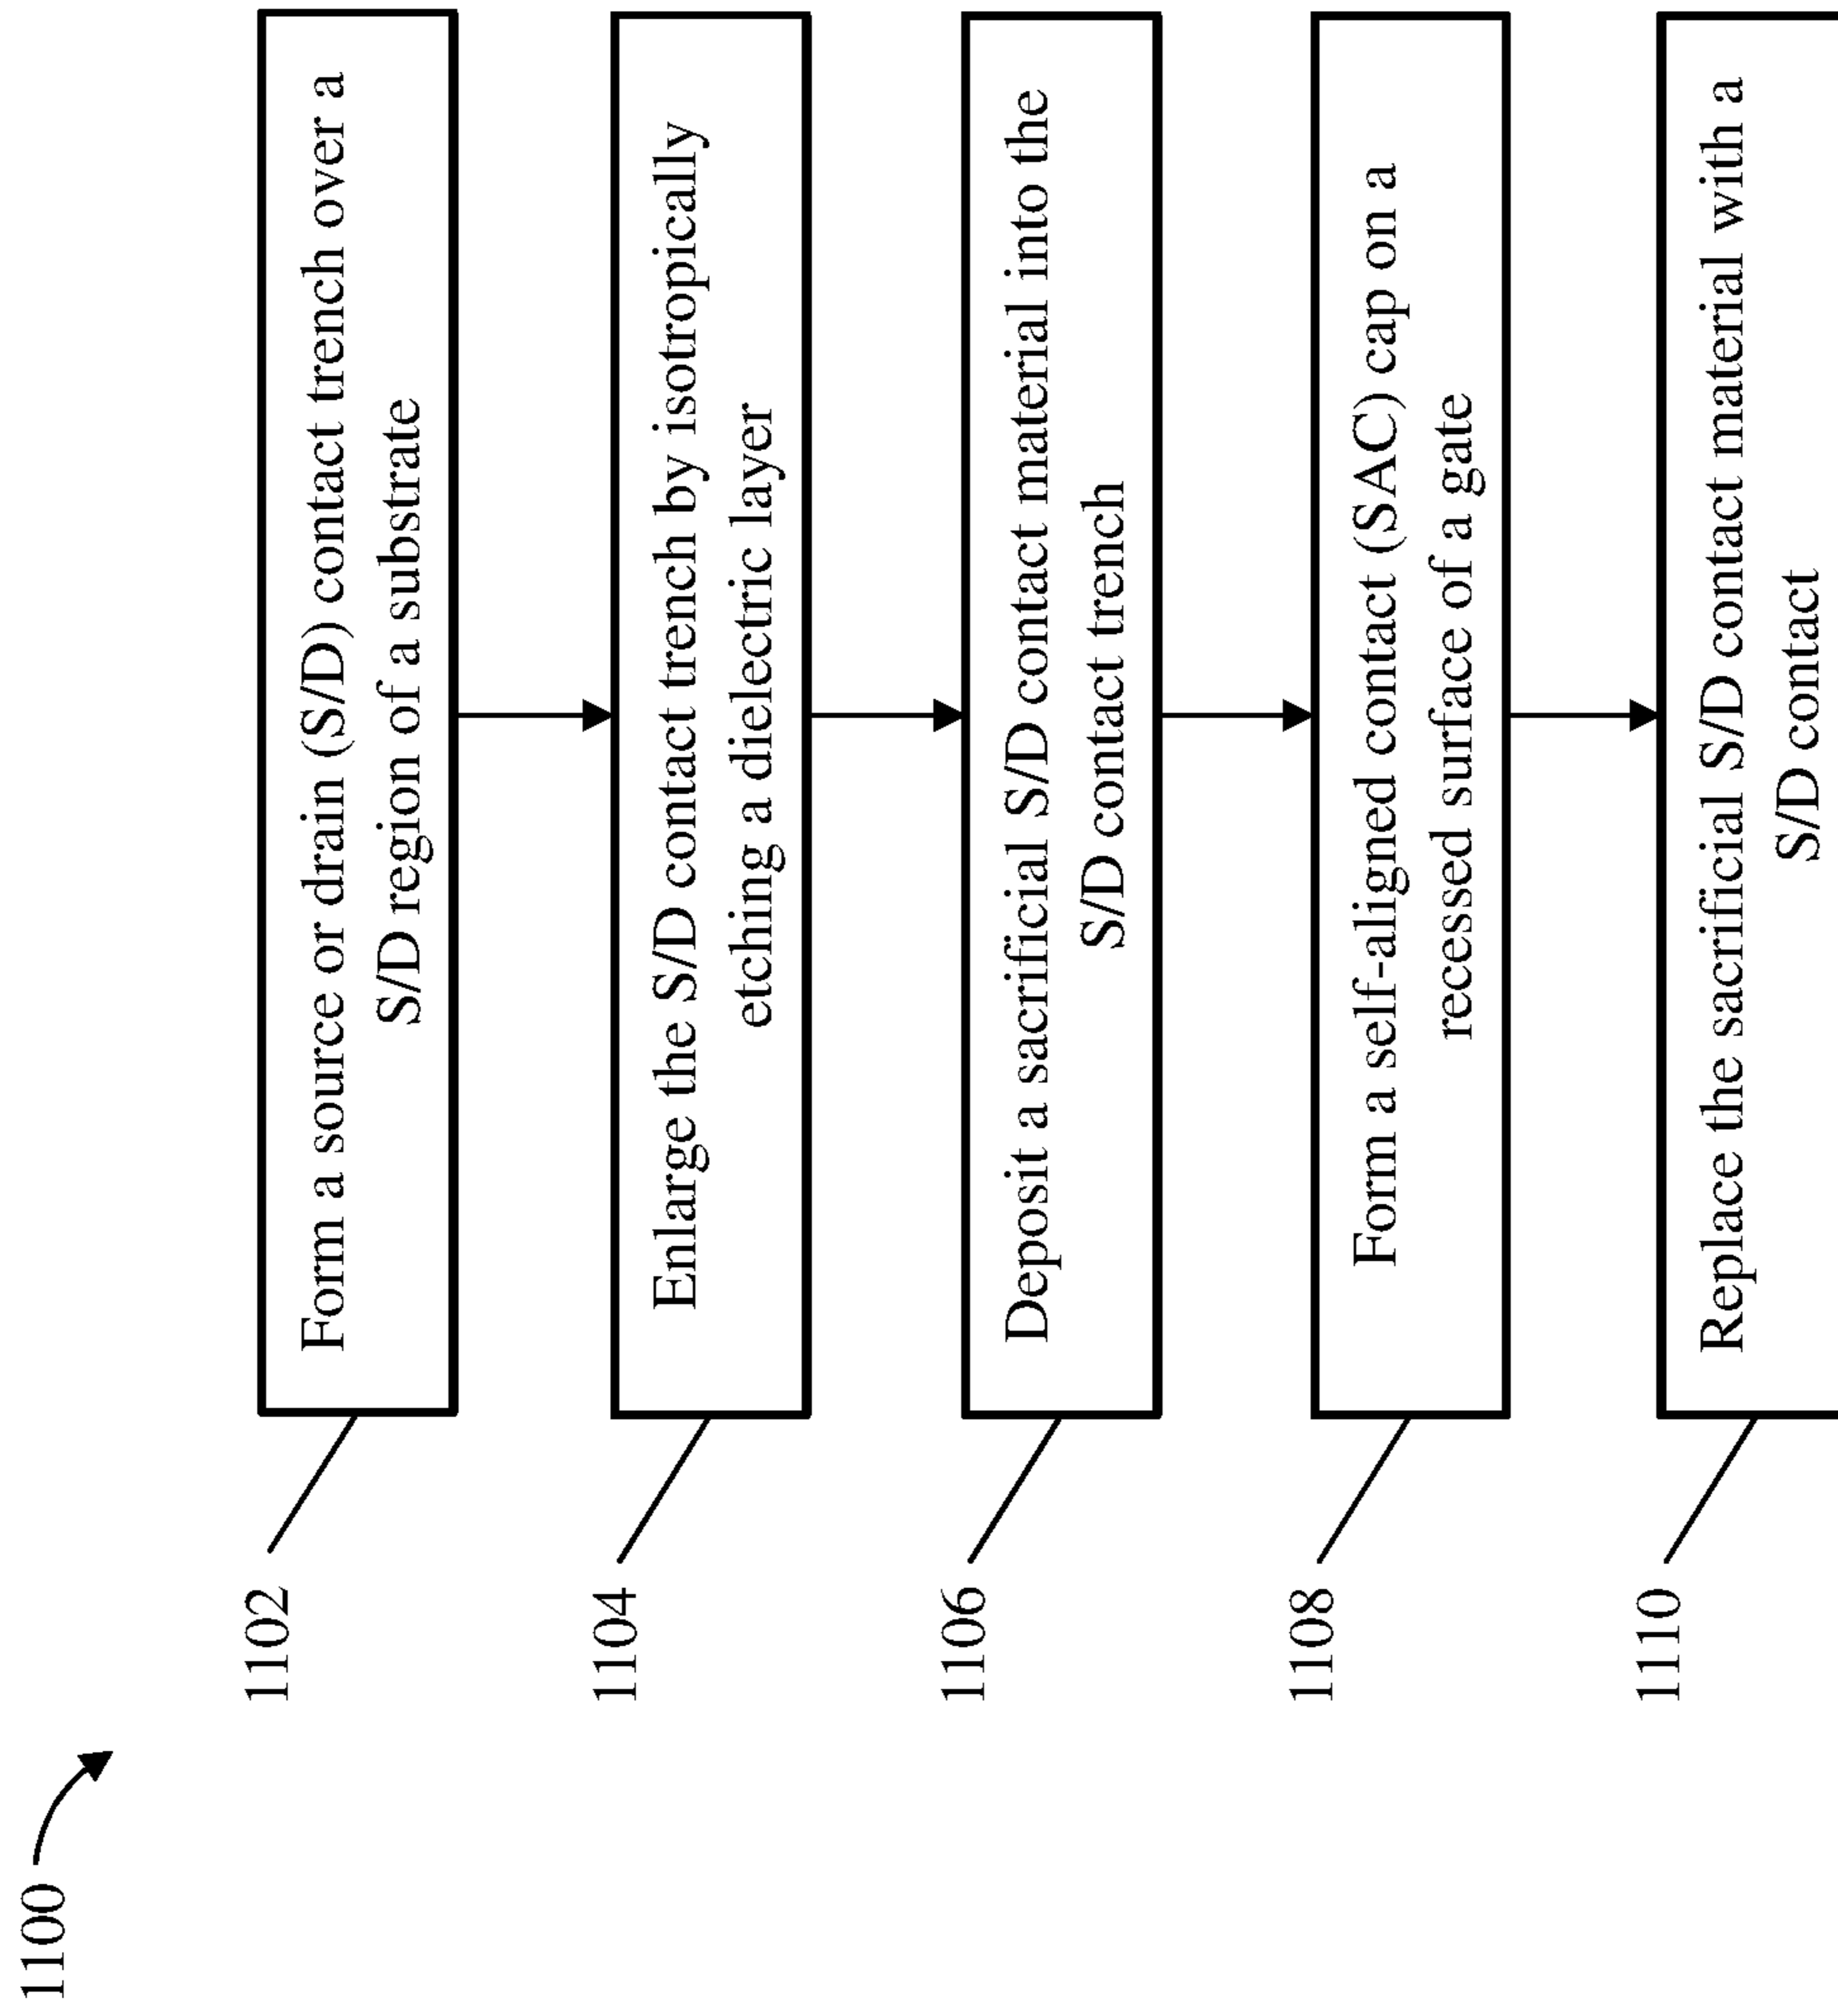 1100
1102
Form a source or drain (S/D) contact trench over a
S/D region of a substrate
1104
Enlarge the S/D contact trench by isotropically
etching a dielectric layer
1106
Deposit a sacrificial S/D contact material into the
S/D contact trench
1108
Form a self-aligned contact (SAC) cap on a
recessed surface of a gate
1110
Replace the sacrificial S/D contact material with a
S/D contact